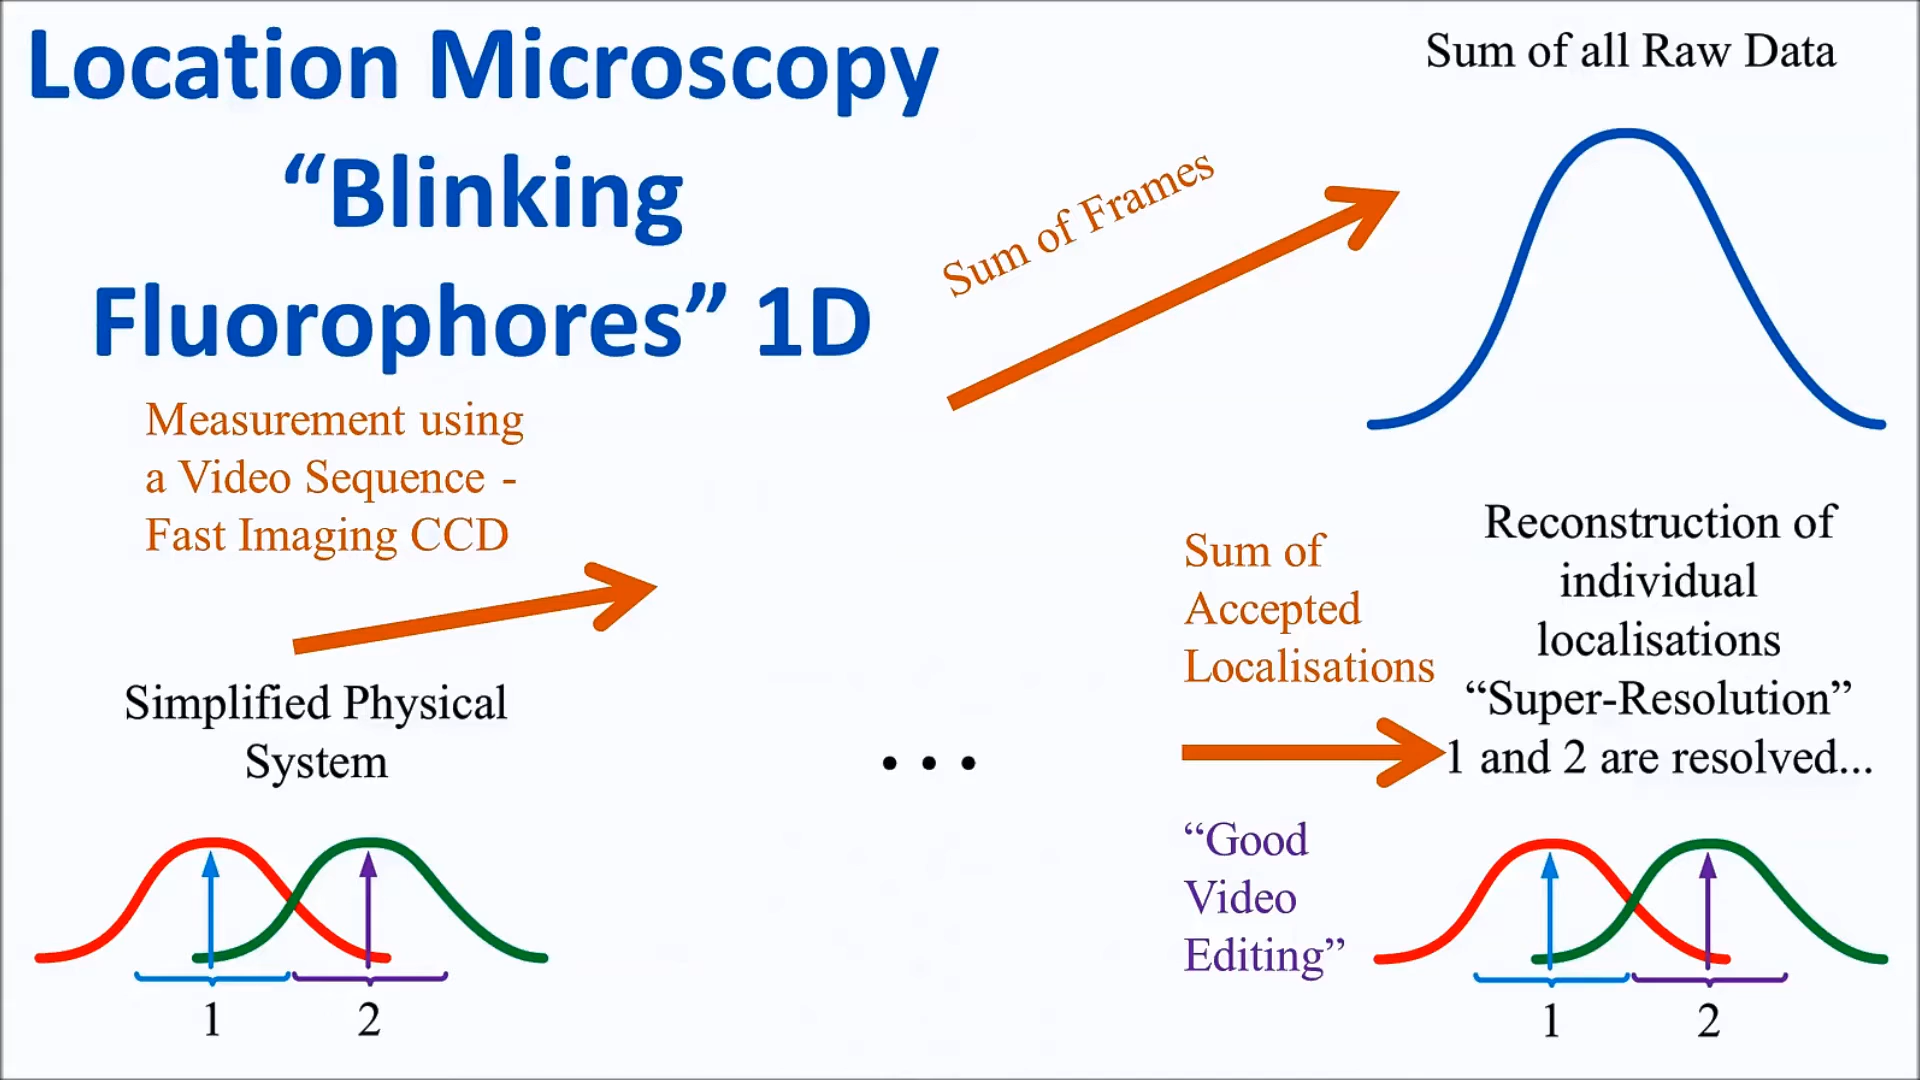 Location Microscopy
“Blinking
Fluorophores” 1D
Measurement using
a Video Sequence -
Fast Imaging CCD
Simplified Physical
System
1
2
Sum of Frames
Sum of all Raw Data
...
Sum of
Accepted
Localisations
“Good
Video
Editing”
Reconstruction of
individual
localisations
“Super-Resolution”
1 and 2 are resolved...
1
2